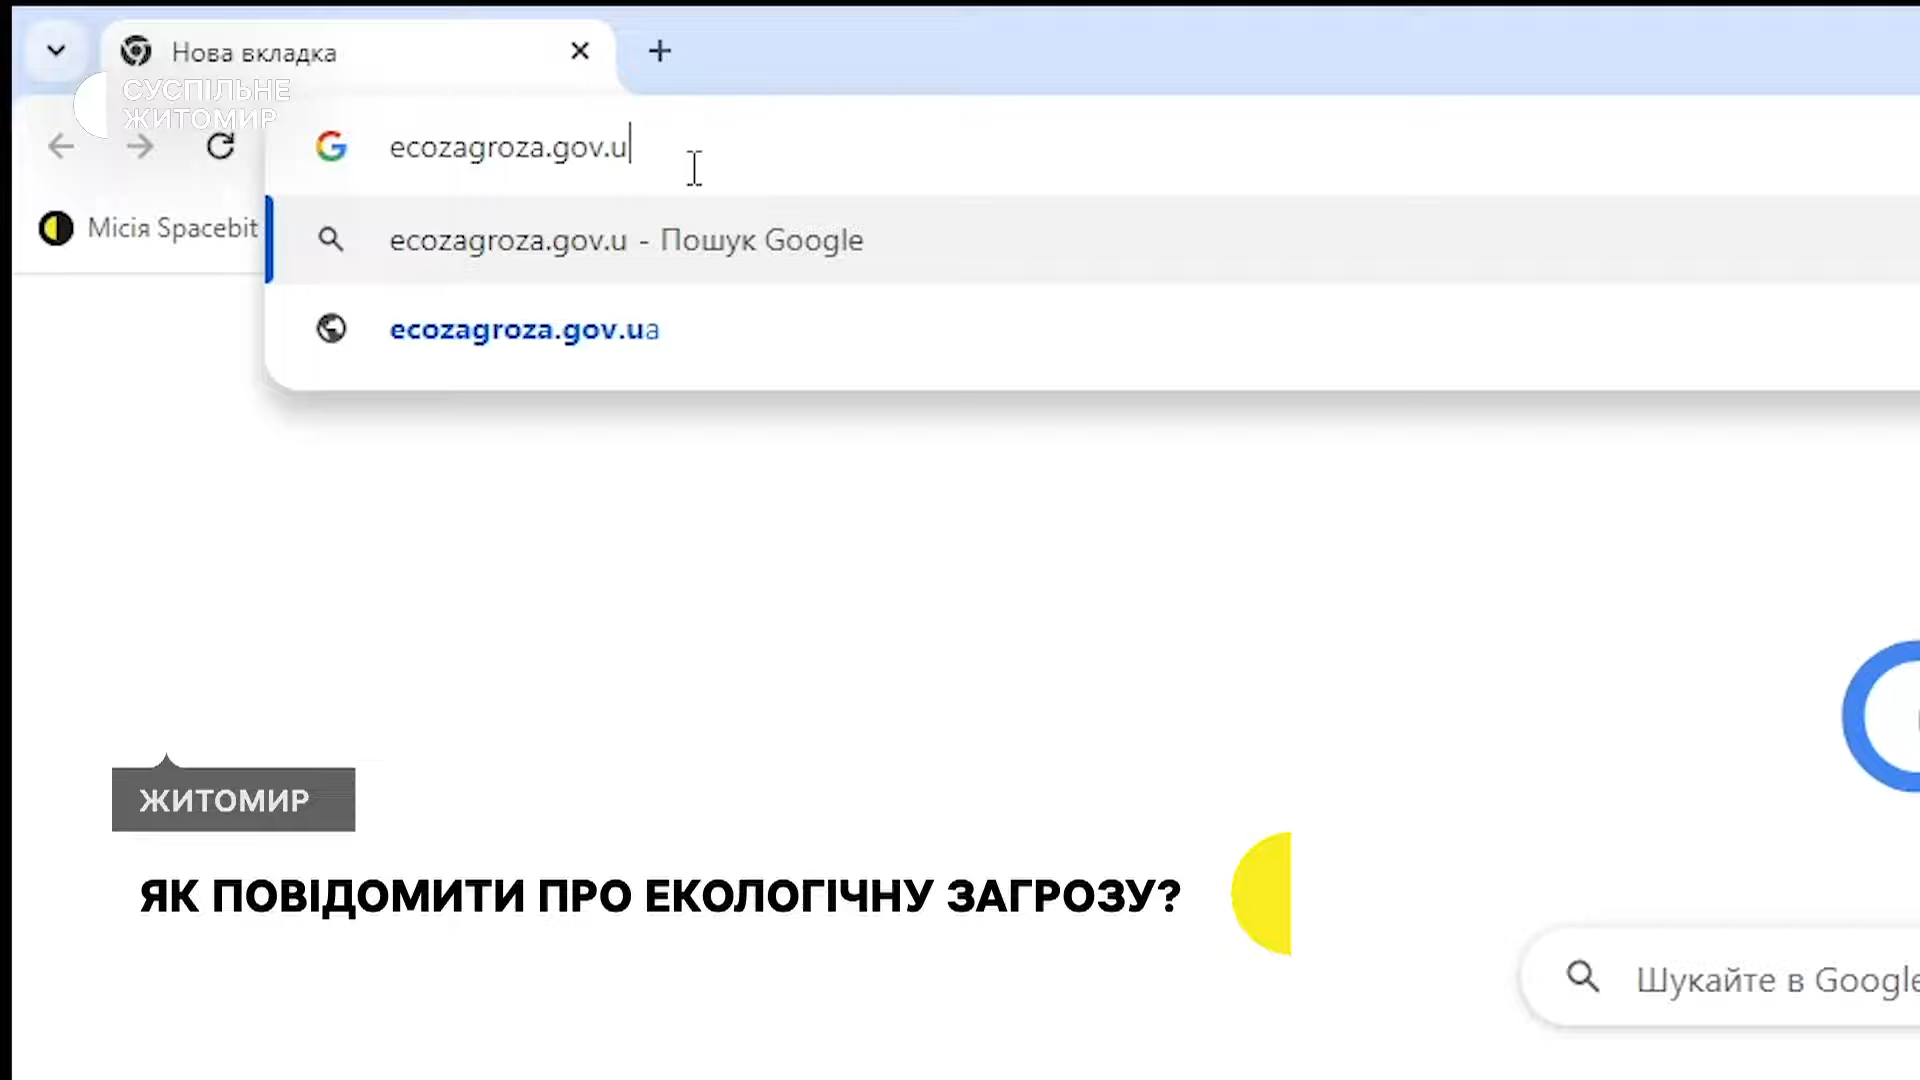 Нова вкладка
СУСПІЛЬНЕ
ЖИТОМИР
ecozagroza.gov.u
Місія Spacebit
ecozagroza.gov.u - Пошук Google
ecozagroza.gov.ua
ЖИТОМИР
ЯК ПОВІДОМИТИ ПРО ЕКОЛОГІЧНУ ЗАГРОЗУ?
Шукайте в Google